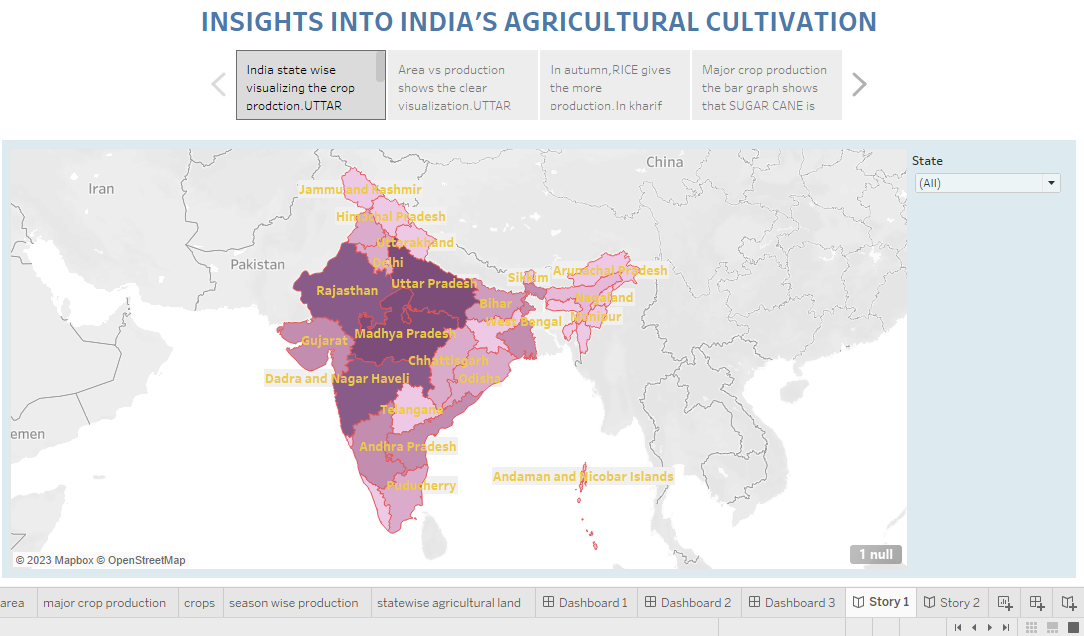 INSIGHTS INTO INDIA'S AGRICULTURAL CULTIVATION
India state wise
visualizing the crop
prodction.UTTAR
Area vs production
shows the clear
visualization.UTTAR
In autumn,RICE gives
the more
production.In kharif
Major crop production
the bar graph shows
that SUGAR CANE is
State
(All)
China
Iran
Pakistan
emen
Jammu and Kashmir
Himachal Pradesh
Uttarakhand
Delhi
Rajasthan
Uttar Pradesh
Sikkim
Arunachal Pradesh
Bihar
Nagaland
West Bengal
Manipur
Gujarat
Madhya Pradesh
Chhattisgarh
Dadra and Nagar Haveli
Odisha
Telangana
Andhra Pradesh
Puducherry
Andaman and Nicobar Islands
© 2023 Mapbox © OpenStreetMap
1 null
area
major crop production
crops
season wise production
statewise agricultural land
Dashboard 1
Dashboard 2
Dashboard 3
Story 1
Story 2